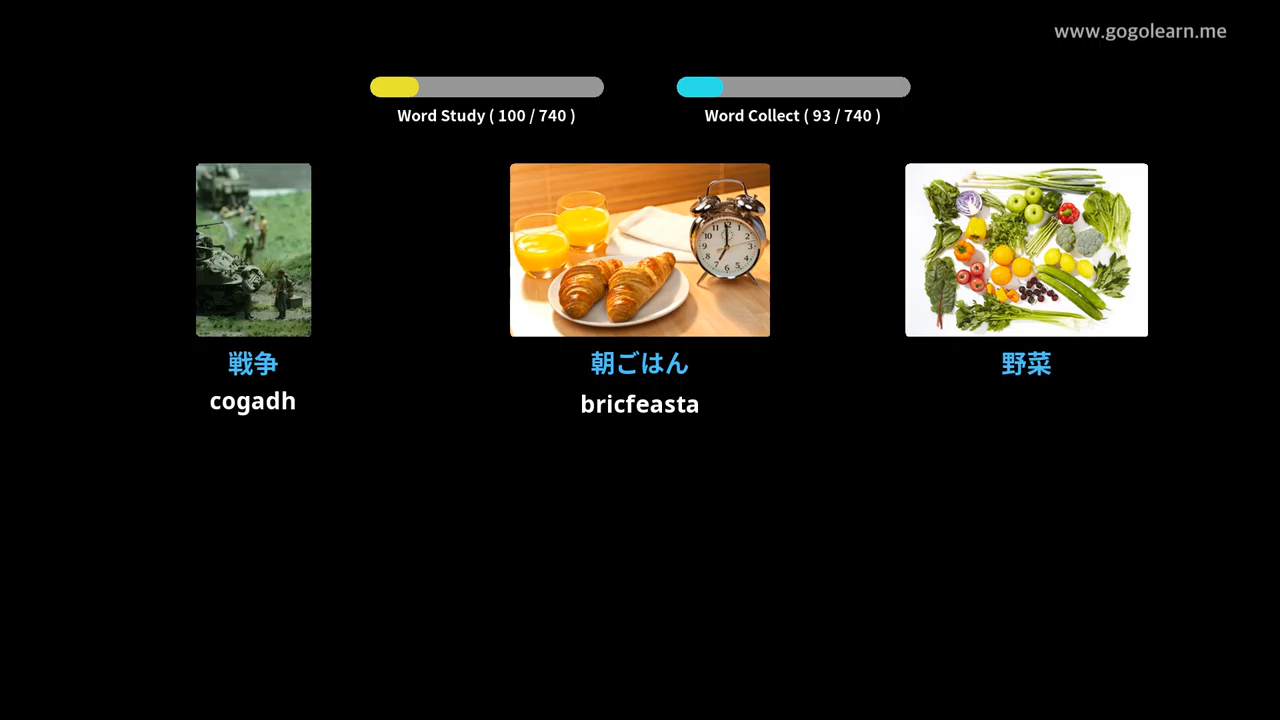 www.gogolearn.me
Word Study ( 100 / 740 )
Word Collect ( 93 / 740 )
戦争
cogadh
朝ごはん
bricfeasta
野菜